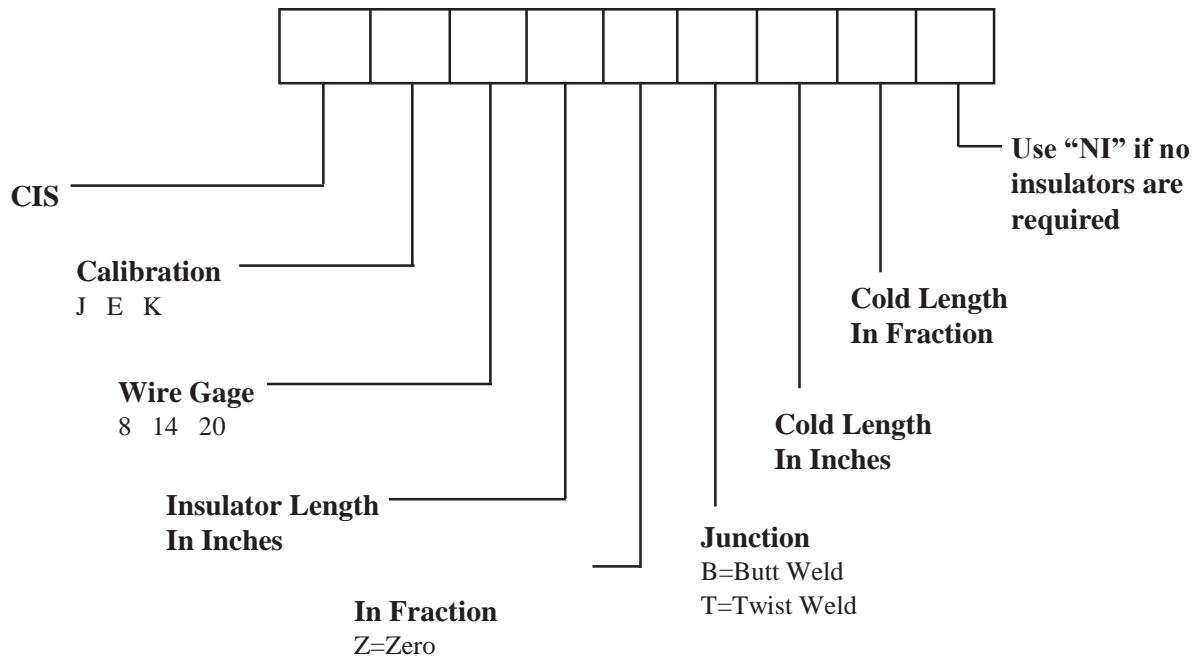 CIS
Calibration
J E K
Wire Gage
8 14 20
Insulator Length
In Inches
In Fraction
Z=Zero
Junction
B=Butt Weld
T=Twist Weld
Cold Length
In Inches
Cold Length
In Fraction
Use “NI” if no
insulators are
required